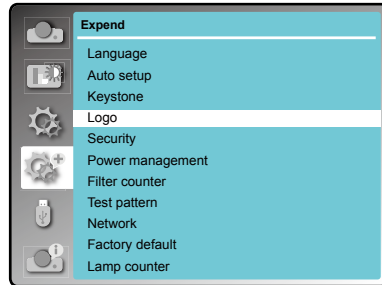 Expend
Language
Auto setup
Keystone
Logo
Security
Power management
Filter counter
Test pattern
Network
Factory default
Lamp counter